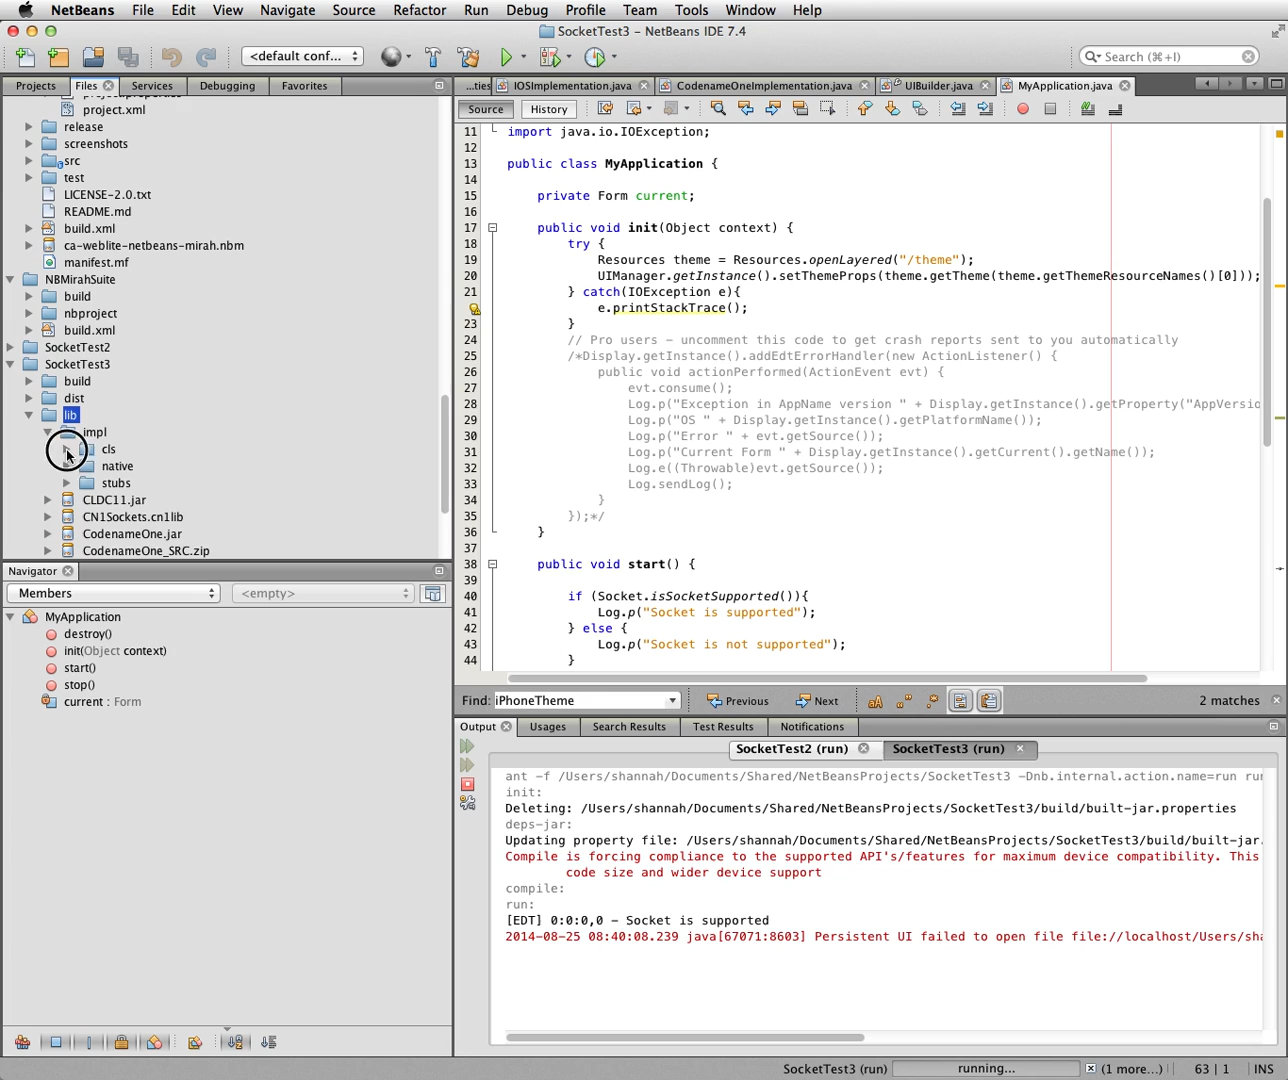 NetBeans File Edit View Navigate Source Refactor Run Debug Profile Team Tools Window Help
SocketTest3 – NetBeans IDE 7.4
<default conf...
Search (⌘+I)
Projects Files Services Debugging Favorites
project.xml
release
screenshots
src
test
LICENSE-2.0.txt
README.md
build.xml
ca-weblite-netbeans-mirah.nbm
manifest.mf
NBMirahSuite
build
nbproject
build.xml
SocketTest2
SocketTest3
build
dist
lib
impl
cls
native
stubs
CLDC11.jar
CN1Sockets.cn1lib
CodenameOne.jar
CodenameOne_SRC.zip
Navigator
Members <empty>
MyApplication
destroy()
init(Object context)
start()
stop()
current : Form
...ties IOSImplementation.java CodenameOneImplementation.java UIBuilder.java MyApplication.java
Source History
11 import java.io.IOException;
12
13 public class MyApplication {
14
15 private Form current;
16
17 public void init(Object context) {
18 try {
19 Resources theme = Resources.openLayered("/theme");
20 UIManager.getInstance().setThemeProps(theme.getTheme(theme.getThemeResourceNames()[0]));
21 } catch(IOException e){
e.printStackTrace();
23 }
24 // Pro users – uncomment this code to get crash reports sent to you automatically
25 /*Display.getInstance().addEdtErrorHandler(new ActionListener() {
26 public void actionPerformed(ActionEvent evt) {
27 evt.consume();
28 Log.p("Exception in AppName version " + Display.getInstance().getProperty("AppVersio
29 Log.p("OS " + Display.getInstance().getPlatformName());
30 Log.p("Error " + evt.getSource());
31 Log.p("Current Form " + Display.getInstance().getCurrent().getName());
32 Log.e((Throwable)evt.getSource());
33 Log.sendLog();
34 }
35 });*/
36 }
37
38 public void start() {
39
40 if (Socket.isSocketSupported()){
41 Log.p("Socket is supported");
42 } else {
43 Log.p("Socket is not supported");
44 }
Find: iPhoneTheme Previous Next aA 2 matches
Output Usages Search Results Test Results Notifications
SocketTest2 (run) SocketTest3 (run)
ant -f /Users/shannah/Documents/Shared/NetBeansProjects/SocketTest3 -Dnb.internal.action.name=run run
init:
Deleting: /Users/shannah/Documents/Shared/NetBeansProjects/SocketTest3/build/built-jar.properties
deps-jar:
Updating property file: /Users/shannah/Documents/Shared/NetBeansProjects/SocketTest3/build/built-jar.
Compile is forcing compliance to the supported API's/features for maximum device compatibility. This
code size and wider device support
compile:
run:
[EDT] 0:0:0,0 – Socket is supported
2014-08-25 08:40:08.239 java[67071:8603] Persistent UI failed to open file file://localhost/Users/sha
SocketTest3 (run) running... (1 more...) 63 | 1 INS